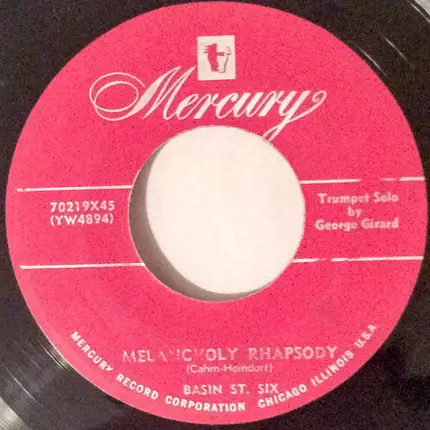 Mercury
70219X45
(YW4894)
Trumpet Solo
by
George Girard
MELANCHOLY RHAPSODY
(Cahm-Heindorf)
BASIN ST. SIX
MERCURY RECORD CORPORATION CHICAGO ILLINOIS U.S.A